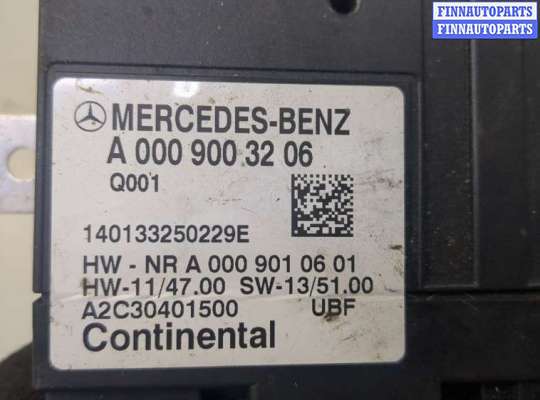 FINNAUTOPARTS
FINNAUTOPARTS
MERCEDES-BENZ
A 000 900 32 06
Q001
140133250229E
HW - NR A 000 901 06 01
HW-11/47.00 SW-13/51.00
A2C30401500 UBF
Continental